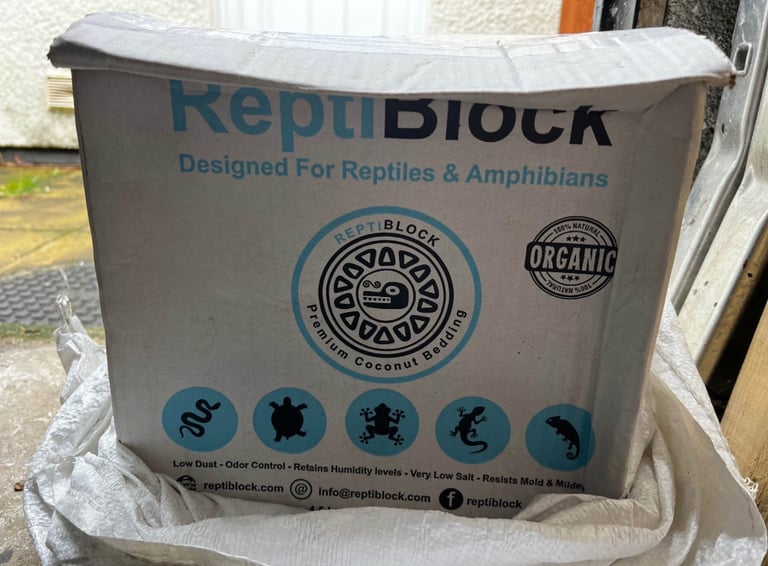 ReptiBlock
Designed For Reptiles & Amphibians
REPTIBLOCK
Premium Coconut Bedding
100% NATURAL
ORGANIC
100% NATURAL
Low Dust - Odor Control - Retains Humidity levels - Very Low Salt - Resists Mold & Mildew
reptiblock.com @ info@reptiblock.com f reptiblock